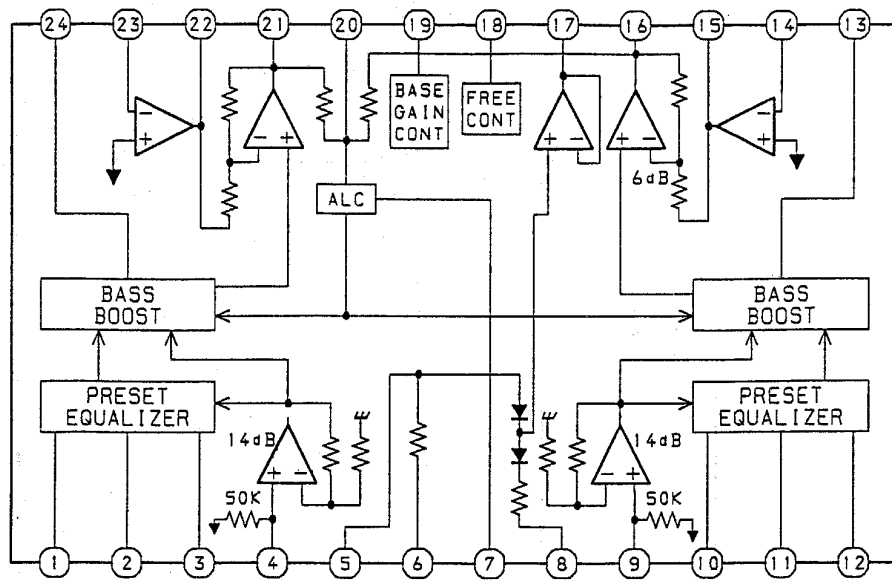 24 23 22 21 20 19 18 17 16 15 14 13
BASE
GAIN
CONT
FREE
CONT
- +
- +
+ -
+ -
- +
6dB
ALC
BASS
BOOST
BASS
BOOST
PRESET
EQUALIZER
PRESET
EQUALIZER
14dB
14dB
+ -
- +
50K
50K
1 2 3 4 5 6 7 8 9 10 11 12